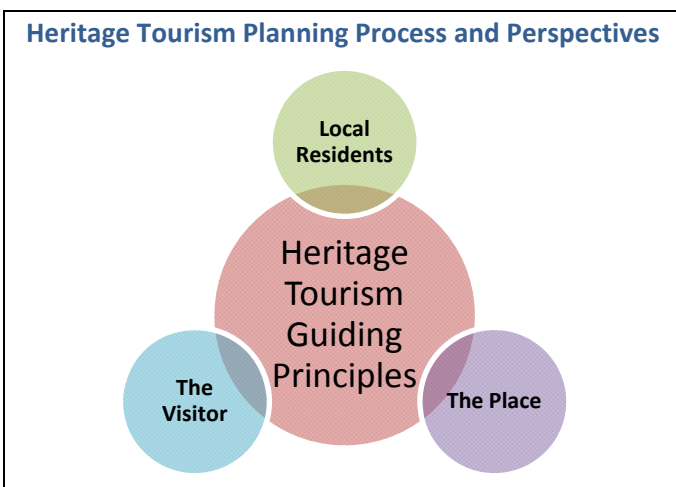 Heritage Tourism Planning Process and Perspectives
Local
Residents
Heritage
Tourism
Guiding
Principles
The
Visitor
The Place